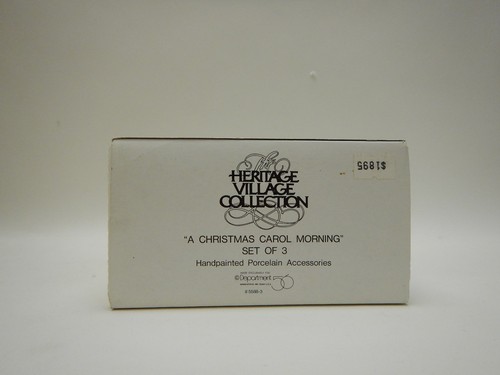 The
HERITAGE
VILLAGE
COLLECTION
$1895
"A CHRISTMAS CAROL MORNING"
SET OF 3
Handpainted Porcelain Accessories
©Department 56